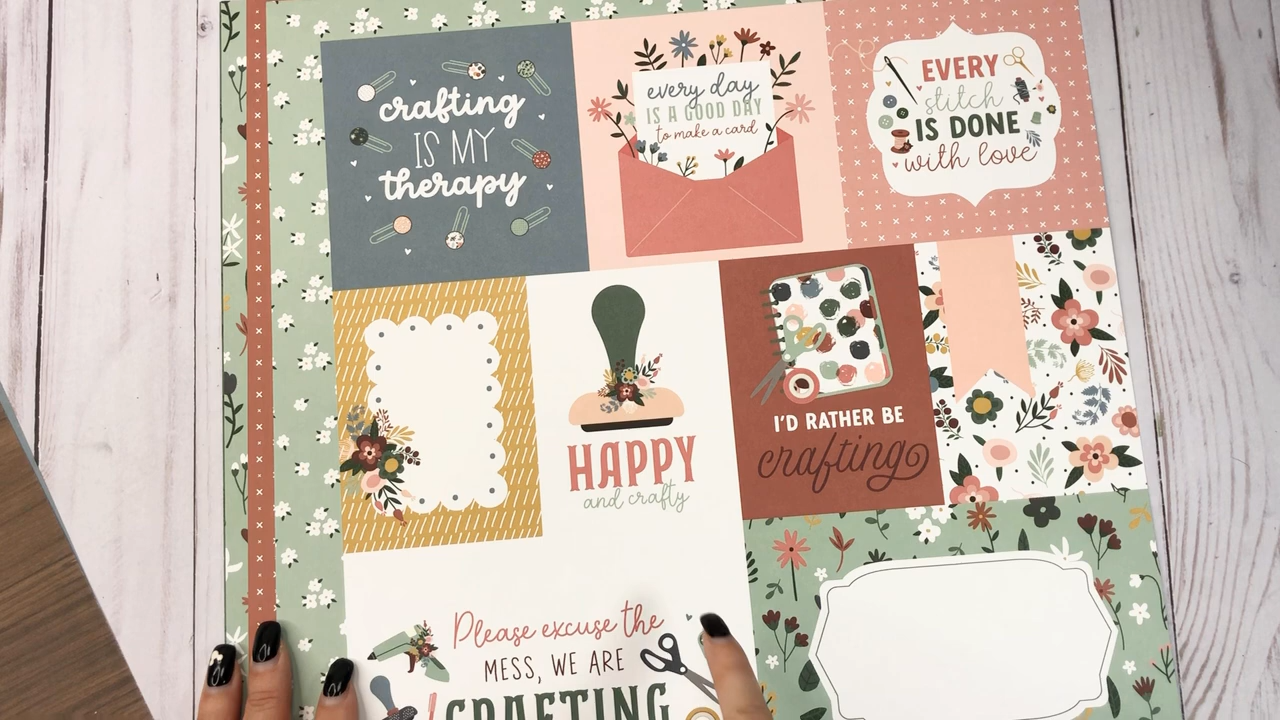 crafting
IS MY
therapy
every day
IS A GOOD DAY
to make a card
EVERY
stitch
IS DONE
with love
HAPPY
and crafty
I'D RATHER BE
crafting
Please excuse the
MESS, WE ARE
CRAFTING